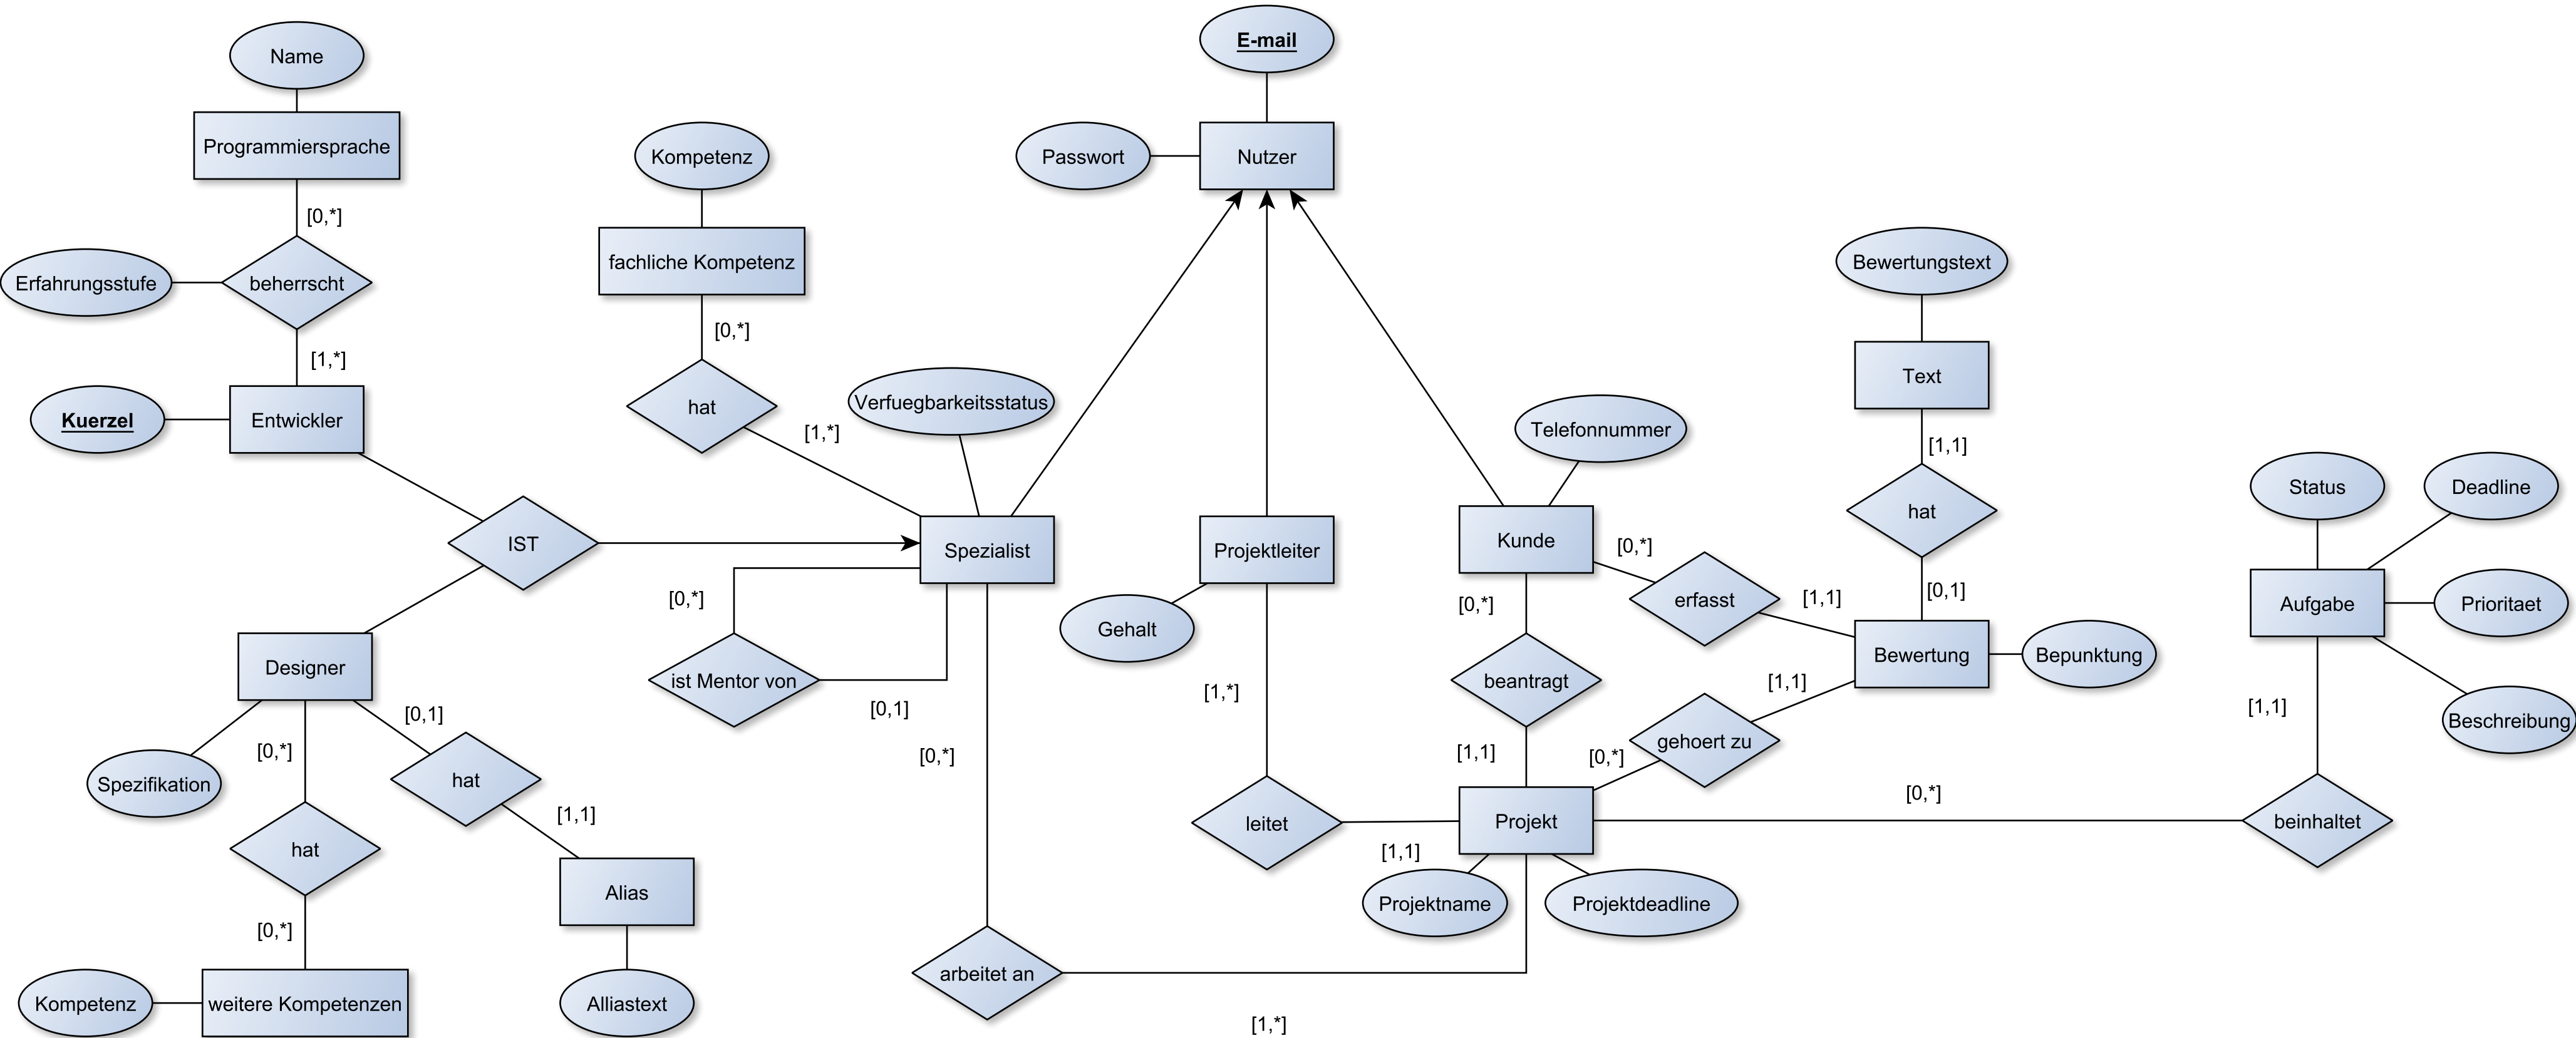 E-mail
Name
Programmiersprache
Kompetenz
Passwort
Nutzer
[0,*]
fachliche Kompetenz
Bewertungstext
Erfahrungsstufe
beherrscht
[0,*]
[1,*]
Text
Kuerzel
Entwickler
hat
Verfuegbarkeitsstatus
[1,*]
Telefonnummer
[1,1]
Status
Deadline
hat
IST
Spezialist
Projektleiter
Kunde
[0,*]
[0,*]
[0,*]
erfasst
[1,1]
[0,1]
Aufgabe
Prioritaet
Gehalt
Designer
ist Mentor von
[0,1]
beantragt
Bewertung
Bepunktung
[1,*]
[1,1]
[1,1]
Beschreibung
[0,1]
[0,*]
[0,*]
[1,1]
[0,*]
gehoert zu
Spezifikation
hat
[1,1]
[0,*]
leitet
Projekt
beinhaltet
hat
[1,1]
Alias
Projektname
Projektdeadline
[0,*]
arbeitet an
Kompetenz
weitere Kompetenzen
Alliastext
[1,*]